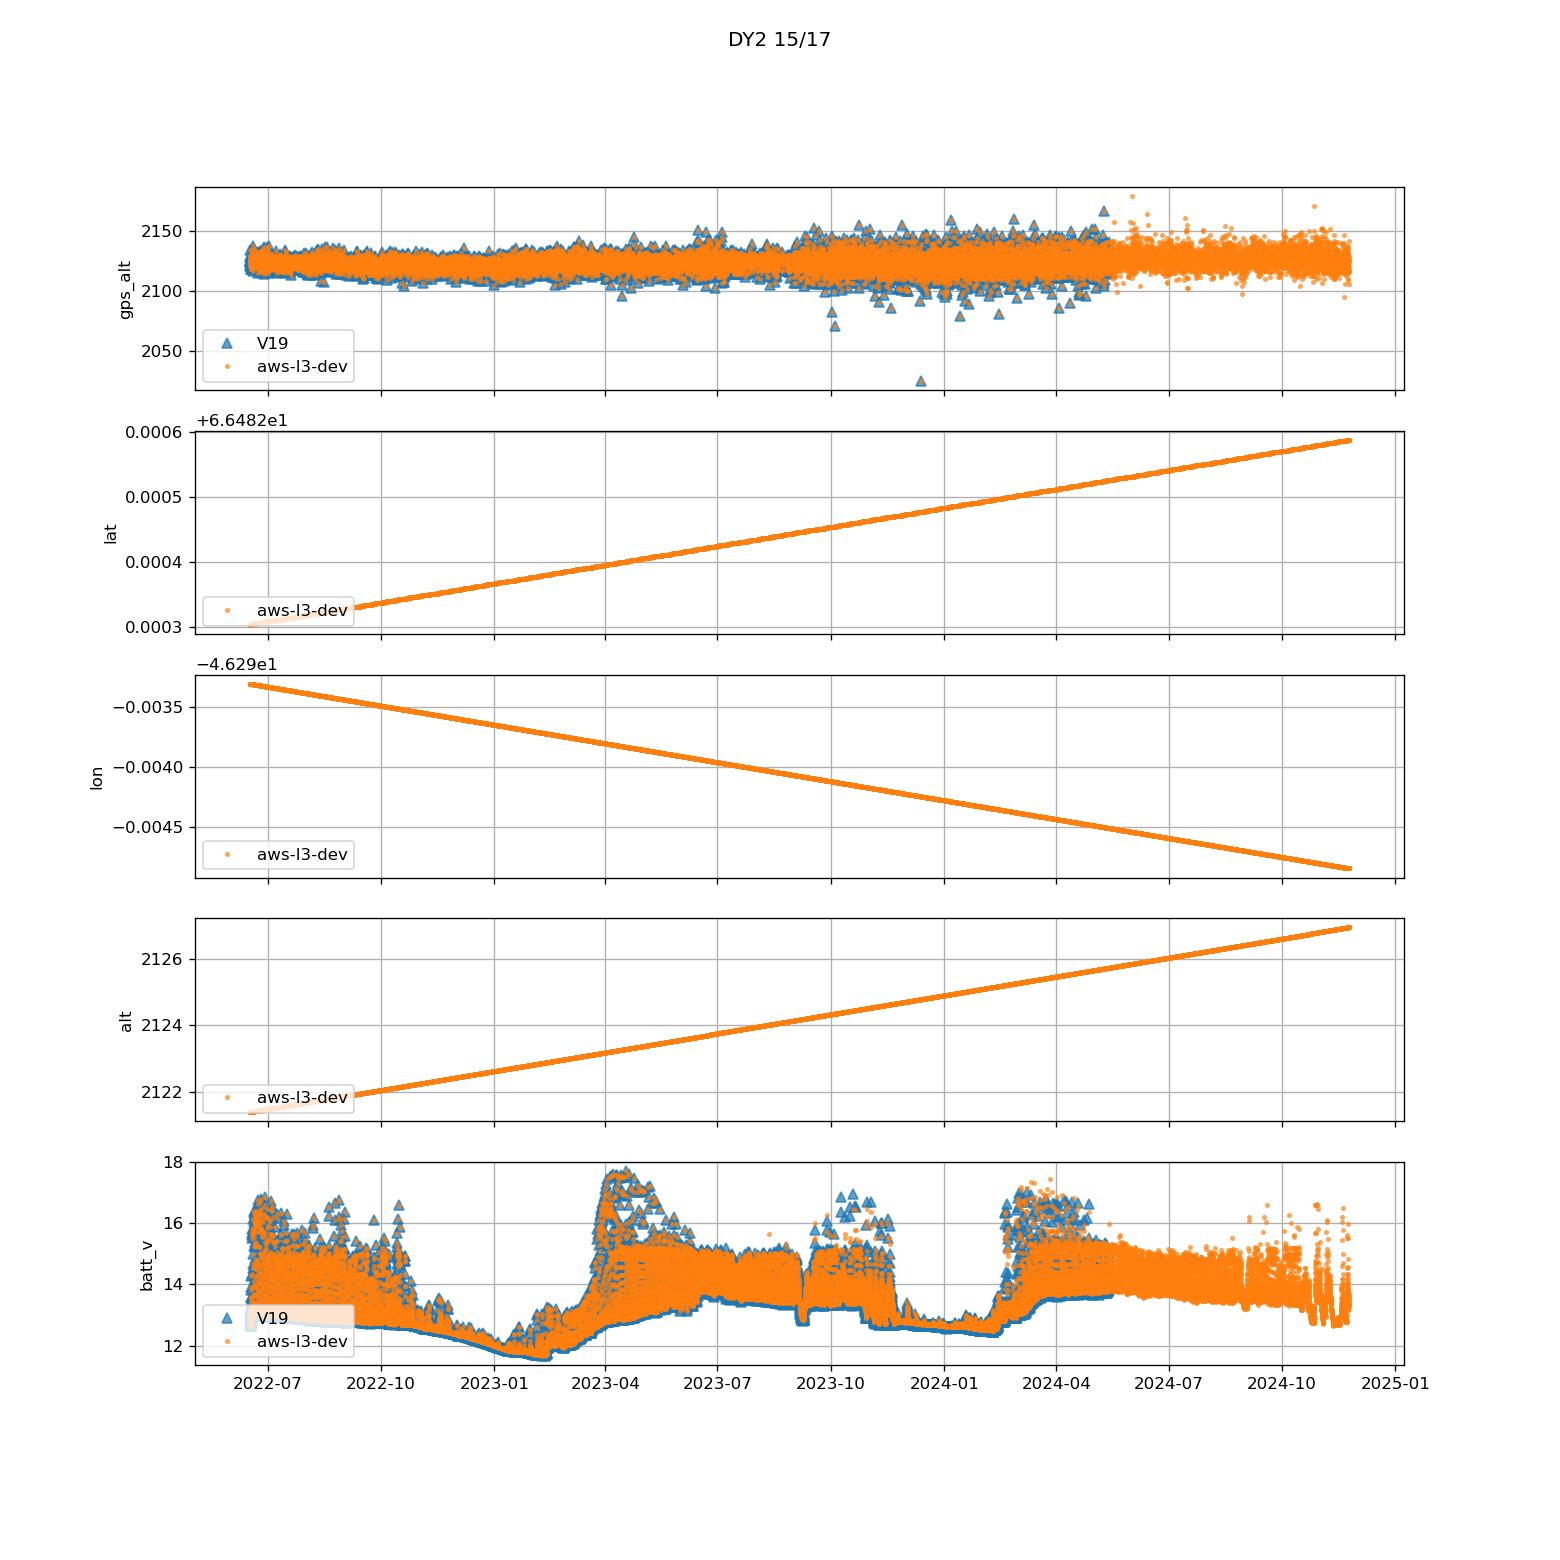 DY2 15/17
gps_alt
2150
2100
2050
V19
aws-l3-dev
+6.6482e1
lat
0.0006
0.0005
0.0004
0.0003
aws-l3-dev
−4.629e1
lon
−0.0035
−0.0040
−0.0045
aws-l3-dev
alt
2126
2124
2122
aws-l3-dev
batt_v
18
16
14
12
V19
aws-l3-dev
2022-07 2022-10 2023-01 2023-04 2023-07 2023-10 2024-01 2024-04 2024-07 2024-10 2025-01